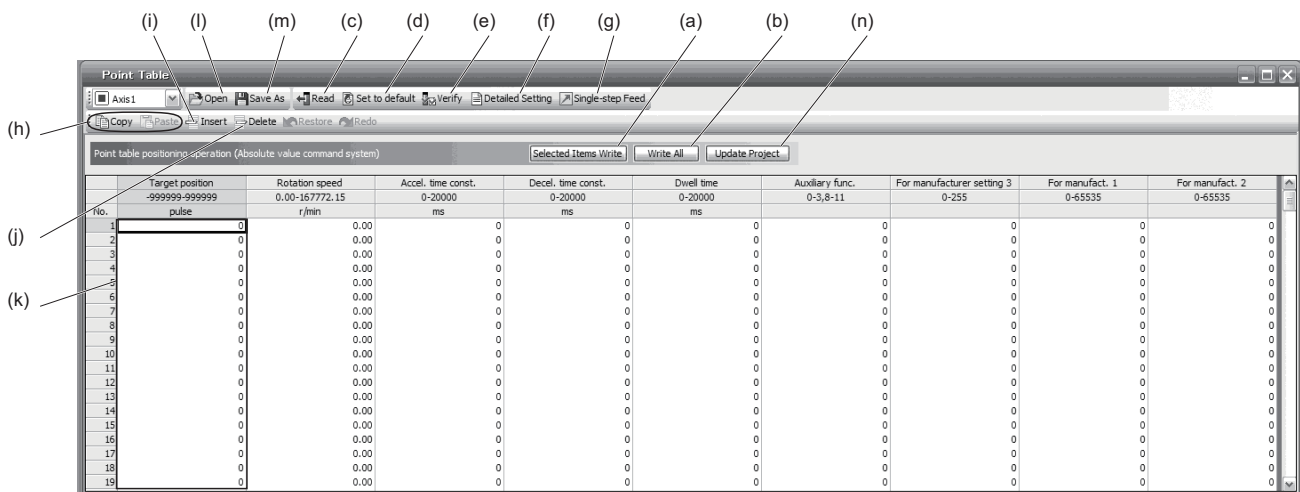 (i) (l) (m) (c) (d) (e) (f) (g) (a) (b) (n)
Point Table
Axis1 Open Save As Read Set to default Verify Detailed Setting Single-step Feed
(h) Copy Paste Insert Delete Restore Redo
Point table positioning operation (Absolute value command system) Selected Items Write Write All Update Project
Target position Rotation speed Accel. time const. Decel. time const. Dwell time Auxiliary func. For manufacturer setting 3 For manufact. 1 For manufact. 2
-999999-999999 0.00-167772.15 0-20000 0-20000 0-20000 0-3,8-11 0-255 0-65535 0-65535
No. pulse r/min ms ms ms
1 0 0.00 0 0 0 0 0 0 0
(j) 2 0 0.00 0 0 0 0 0 0 0
3 0 0.00 0 0 0 0 0 0 0
4 0 0.00 0 0 0 0 0 0 0
5 0 0.00 0 0 0 0 0 0 0
(k) 6 0 0.00 0 0 0 0 0 0 0
7 0 0.00 0 0 0 0 0 0 0
8 0 0.00 0 0 0 0 0 0 0
9 0 0.00 0 0 0 0 0 0 0
10 0 0.00 0 0 0 0 0 0 0
11 0 0.00 0 0 0 0 0 0 0
12 0 0.00 0 0 0 0 0 0 0
13 0 0.00 0 0 0 0 0 0 0
14 0 0.00 0 0 0 0 0 0 0
15 0 0.00 0 0 0 0 0 0 0
16 0 0.00 0 0 0 0 0 0 0
17 0 0.00 0 0 0 0 0 0 0
18 0 0.00 0 0 0 0 0 0 0
19 0 0.00 0 0 0 0 0 0 0